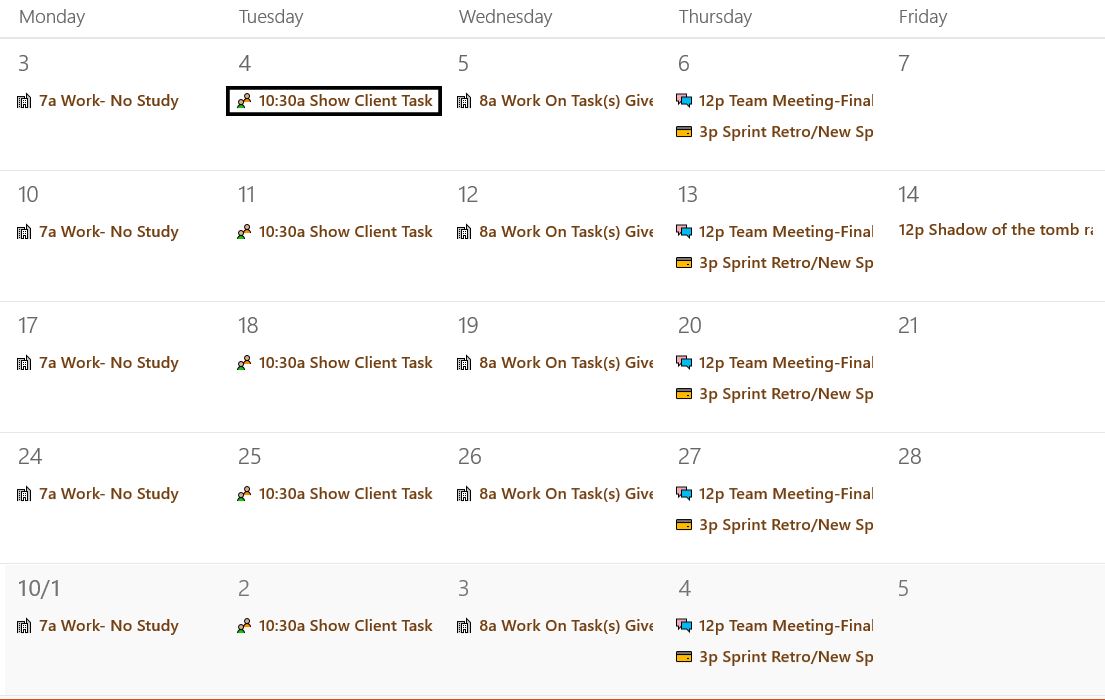 Monday Tuesday Wednesday Thursday Friday
3 4 5 6 7
7a Work- No Study 10:30a Show Client Task 8a Work On Task(s) Give 12p Team Meeting-Final
3p Sprint Retro/New Sp
10 11 12 13 14
7a Work- No Study 10:30a Show Client Task 8a Work On Task(s) Give 12p Team Meeting-Final 12p Shadow of the tomb ra
3p Sprint Retro/New Sp
17 18 19 20 21
7a Work- No Study 10:30a Show Client Task 8a Work On Task(s) Give 12p Team Meeting-Final
3p Sprint Retro/New Sp
24 25 26 27 28
7a Work- No Study 10:30a Show Client Task 8a Work On Task(s) Give 12p Team Meeting-Final
3p Sprint Retro/New Sp
10/1 2 3 4 5
7a Work- No Study 10:30a Show Client Task 8a Work On Task(s) Give 12p Team Meeting-Final
3p Sprint Retro/New Sp